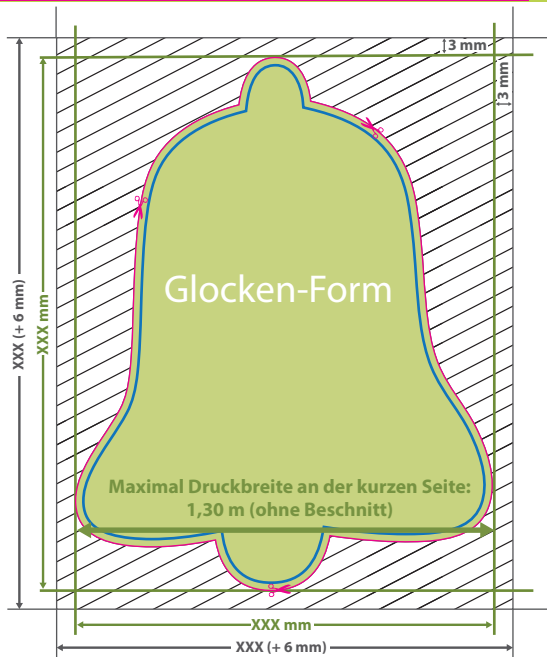 3 mm
3 mm
XXX (+ 6 mm)
XXX mm
Glocken-Form
Maximal Druckbreite an der kurzen Seite:
1,30 m (ohne Beschnitt)
XXX mm
XXX (+ 6 mm)